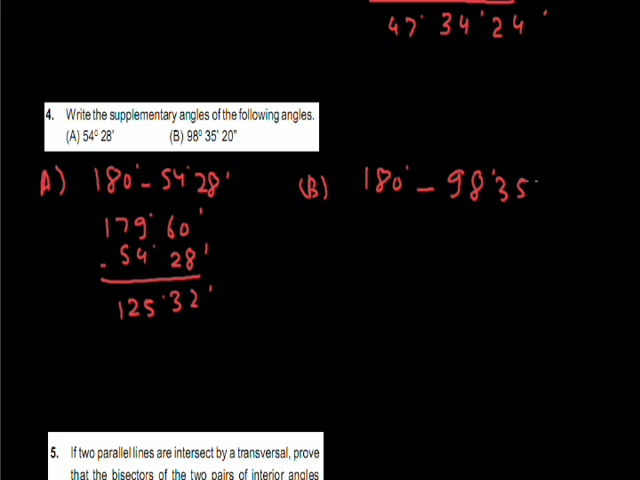 47° 34' 24"
4. Write the supplementary angles of the following angles.
(A) 54° 28' (B) 98° 35' 20"
A) 180° - 54° 28'
(B) 180° - 98° 35
179° 60'
- 54° 28'
125° 32'
5. If two parallel lines are intersect by a transversal, prove
that the bisectors of the two pairs of interior angles